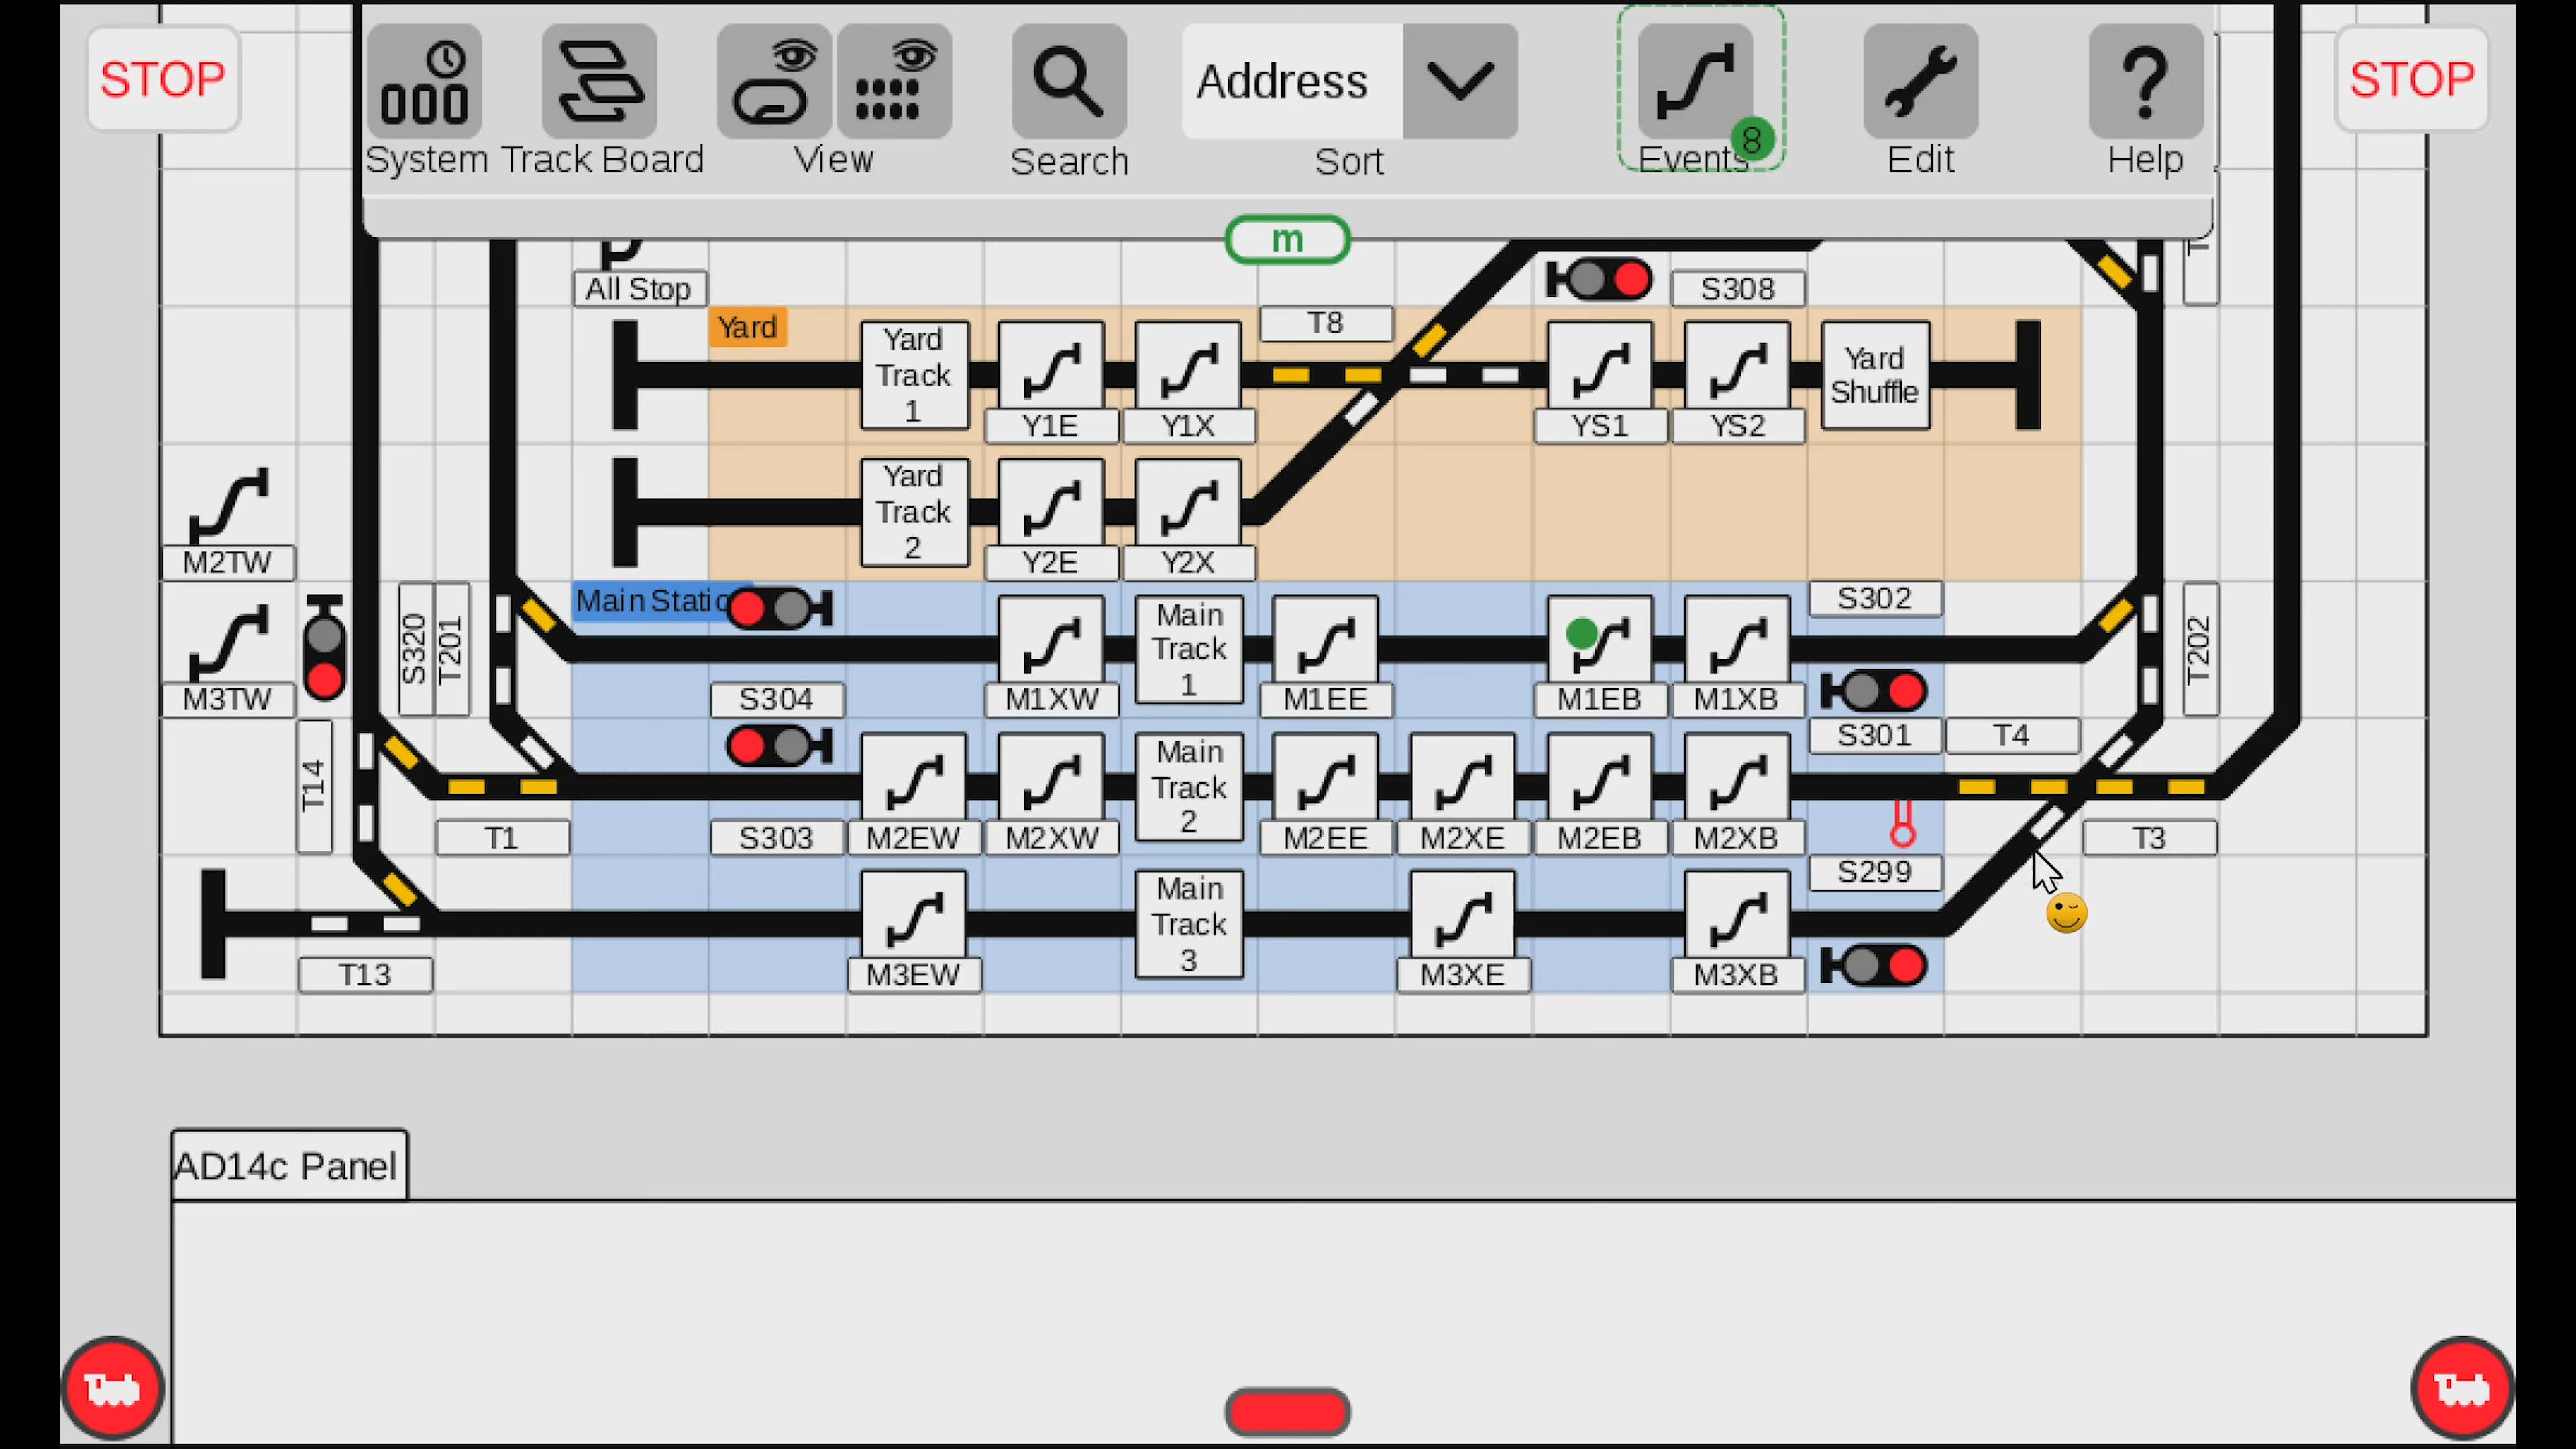 STOP
System
Track Board
View
Search
Address
Sort
Events
8
Edit
Help
STOP
m
All Stop
S308
Yard
T8
Yard
Track
1
Y1E
Y1X
YS1
YS2
Yard
Shuffle
Yard
Track
2
Y2E
Y2X
M2TW
M3TW
S320
T201
Main Static
S302
T202
S304
M1XW
Main
Track
1
M1EE
M1EB
M1XB
S301
T4
T14
T1
S303
M2EW
M2XW
Main
Track
2
M2EE
M2XE
M2EB
M2XB
T3
S299
T13
M3EW
Main
Track
3
M3XE
M3XB
AD14c Panel